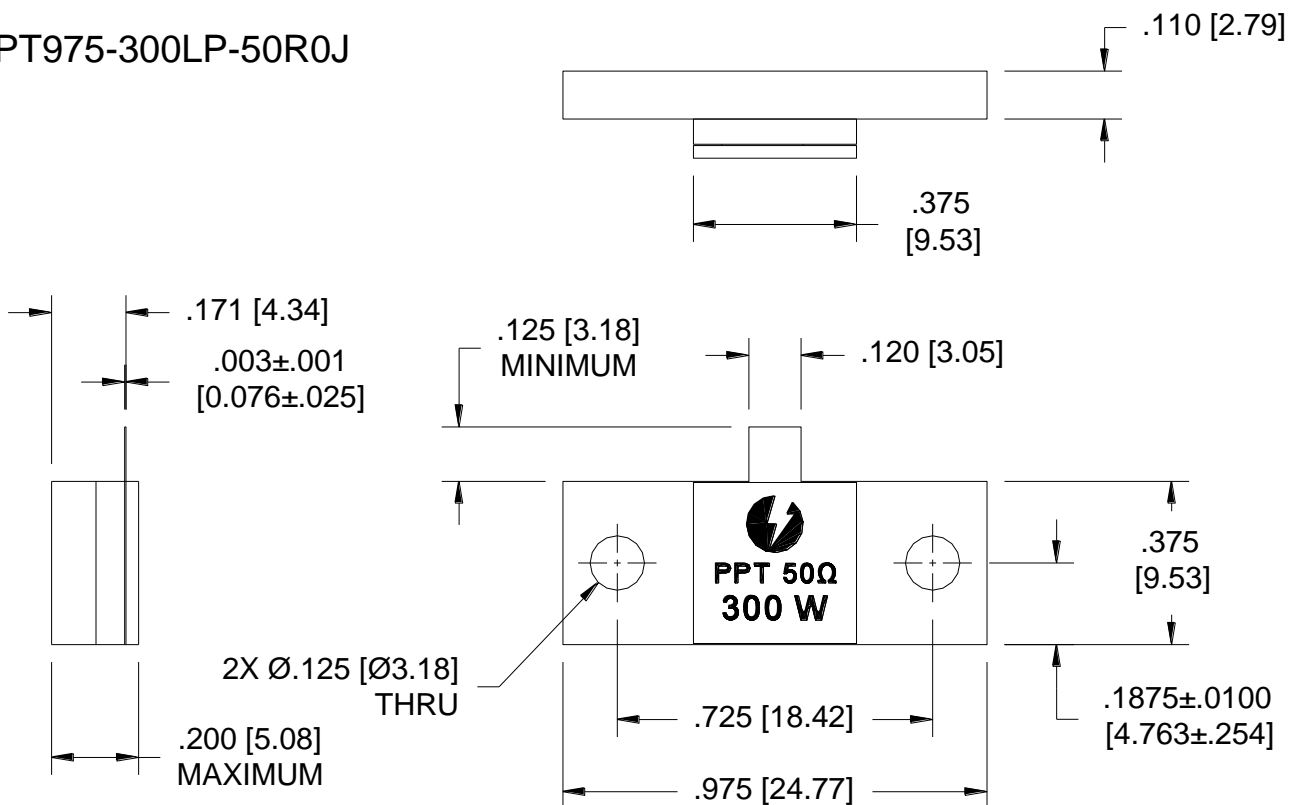 PT975-300LP-50R0J
.110 [2.79]
.375
[9.53]
.171 [4.34]
.003±.001
[0.076±.025]
.125 [3.18]
MINIMUM
.120 [3.05]
PPT 50Ω
300 W
.375
[9.53]
2X Ø.125 [Ø3.18]
THRU
.725 [18.42]
.1875±.0100
[4.763±.254]
.200 [5.08]
MAXIMUM
.975 [24.77]